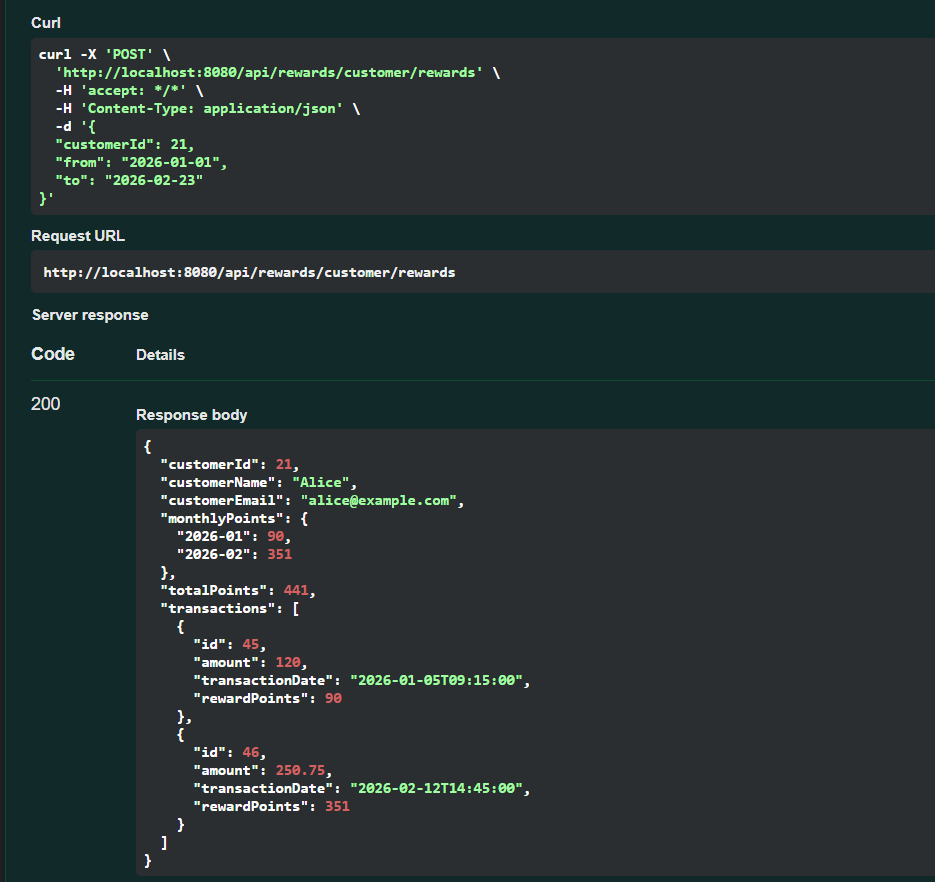 Curl
curl -X 'POST' \
  'http://localhost:8080/api/rewards/customer/rewards' \
  -H 'accept: */*' \
  -H 'Content-Type: application/json' \
  -d '{
  "customerId": 21,
  "from": "2026-01-01",
  "to": "2026-02-23"
}'
Request URL
http://localhost:8080/api/rewards/customer/rewards
Server response
Code Details
200
Response body
{
  "customerId": 21,
  "customerName": "Alice",
  "customerEmail": "alice@example.com",
  "monthlyPoints": {
    "2026-01": 90,
    "2026-02": 351
  },
  "totalPoints": 441,
  "transactions": [
    {
      "id": 45,
      "amount": 120,
      "transactionDate": "2026-01-05T09:15:00",
      "rewardPoints": 90
    },
    {
      "id": 46,
      "amount": 250.75,
      "transactionDate": "2026-02-12T14:45:00",
      "rewardPoints": 351
    }
  ]
}